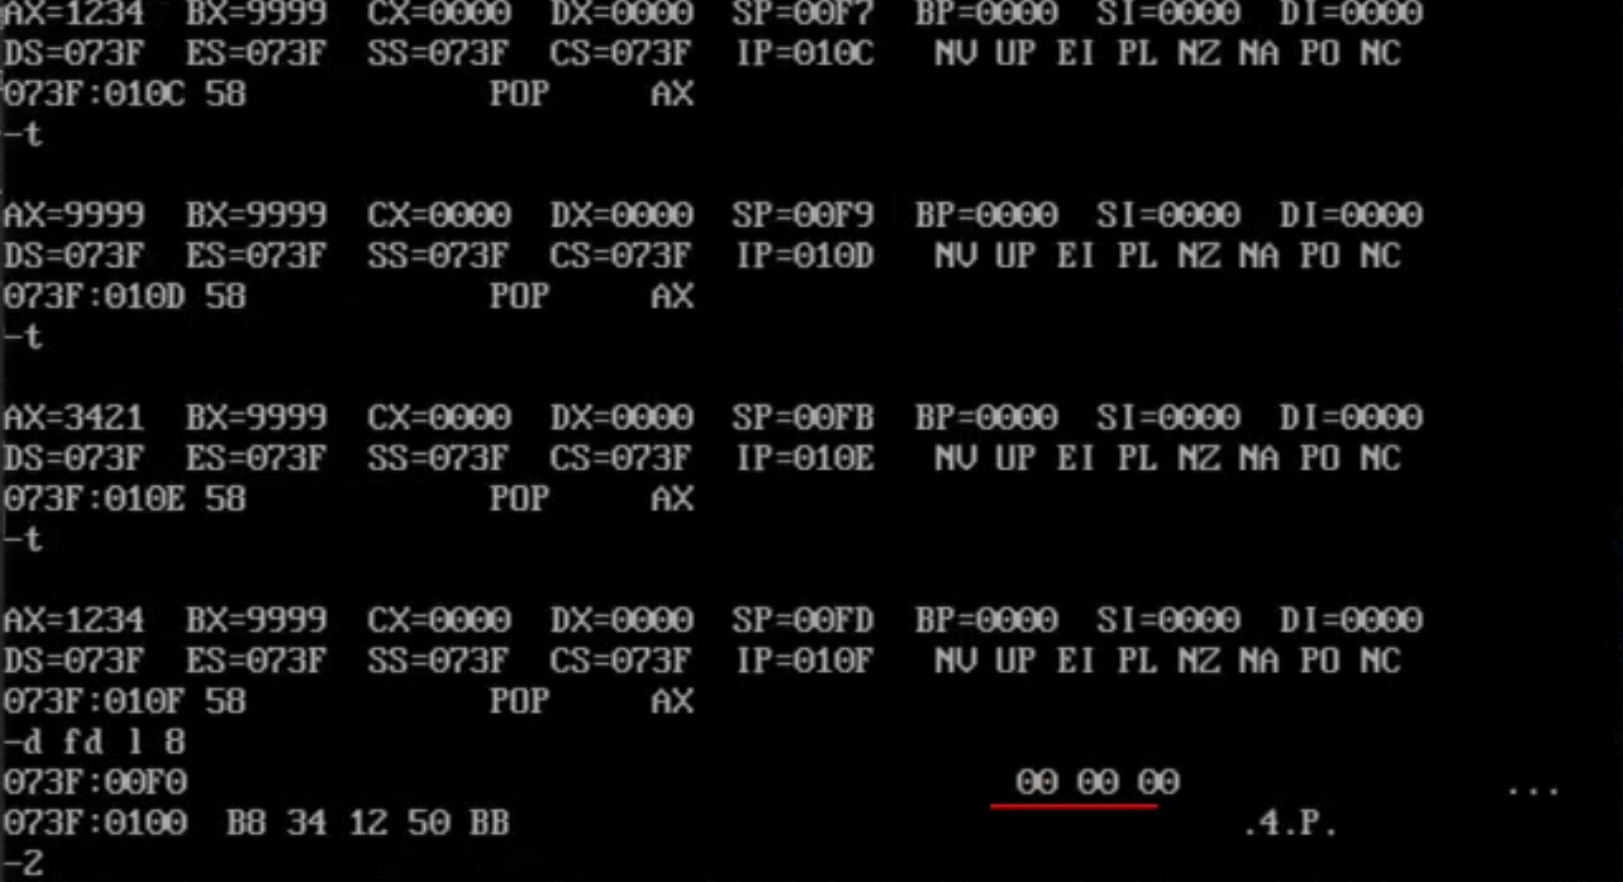 AX=1234 BX=9999 CX=0000 DX=0000 SP=00F7 BP=0000 SI=0000 DI=0000
DS=073F ES=073F SS=073F CS=073F IP=010C NV UP EI PL NZ NA PO NC
073F:010C 58 POP AX
-t
AX=9999 BX=9999 CX=0000 DX=0000 SP=00F9 BP=0000 SI=0000 DI=0000
DS=073F ES=073F SS=073F CS=073F IP=010D NV UP EI PL NZ NA PO NC
073F:010D 58 POP AX
-t
AX=3421 BX=9999 CX=0000 DX=0000 SP=00FB BP=0000 SI=0000 DI=0000
DS=073F ES=073F SS=073F CS=073F IP=010E NV UP EI PL NZ NA PO NC
073F:010E 58 POP AX
-t
AX=1234 BX=9999 CX=0000 DX=0000 SP=00FD BP=0000 SI=0000 DI=0000
DS=073F ES=073F SS=073F CS=073F IP=010F NV UP EI PL NZ NA PO NC
073F:010F 58 POP AX
-d fd l 8
073F:00F0 00 00 00 ...
073F:0100 B8 34 12 50 BB .4.P.
-2